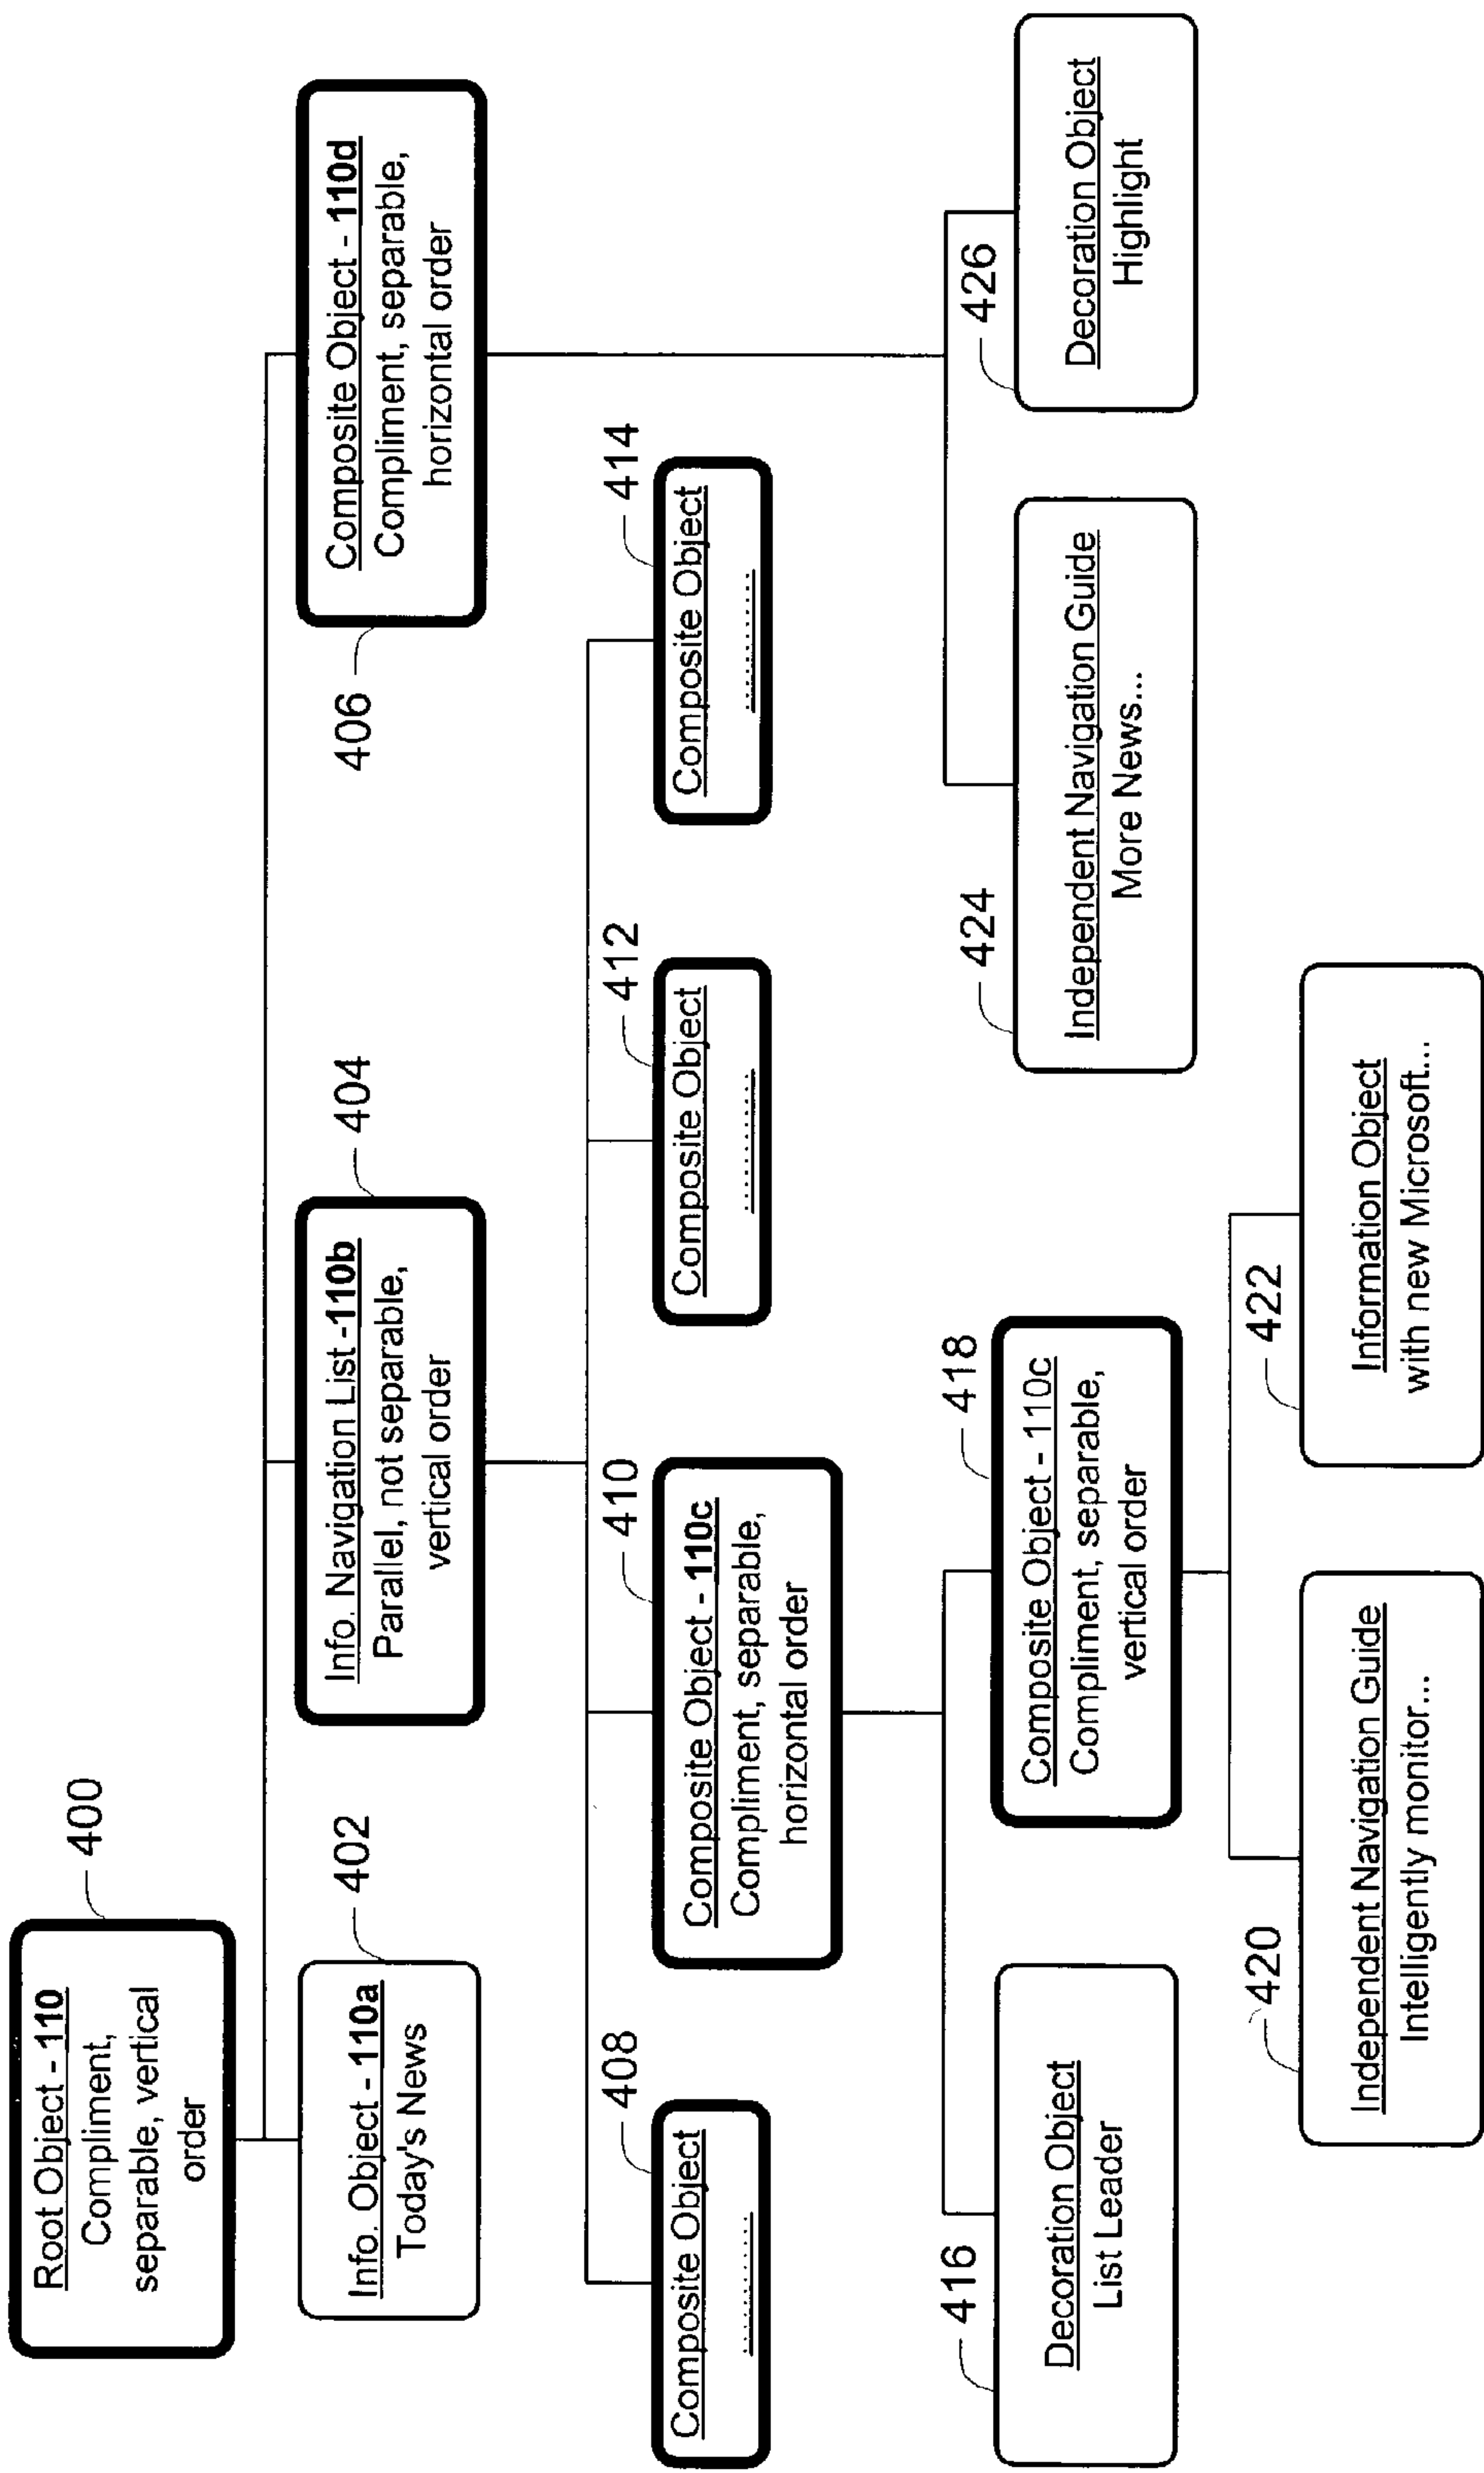 400
Root Object - 110
Compliment,
separable, vertical
order
402
Info. Object - 110a
Today's News
404
Info. Navigation List -110b
Parallel, not separable,
vertical order
406
Composite Object - 110d
Compliment, separable,
horizontal order
408
Composite Object
..........
410
Composite Object - 110c
Compliment, separable,
horizontal order
412
Composite Object
..........
414
Composite Object
..........
416
Decoration Object
List Leader
418
Composite Object - 110c
Compliment, separable,
vertical order
424
Independent Navigation Guide
More News...
426
Decoration Object
Highlight
420
Independent Navigation Guide
Intelligently monitor...
422
Information Object
with new Microsoft...